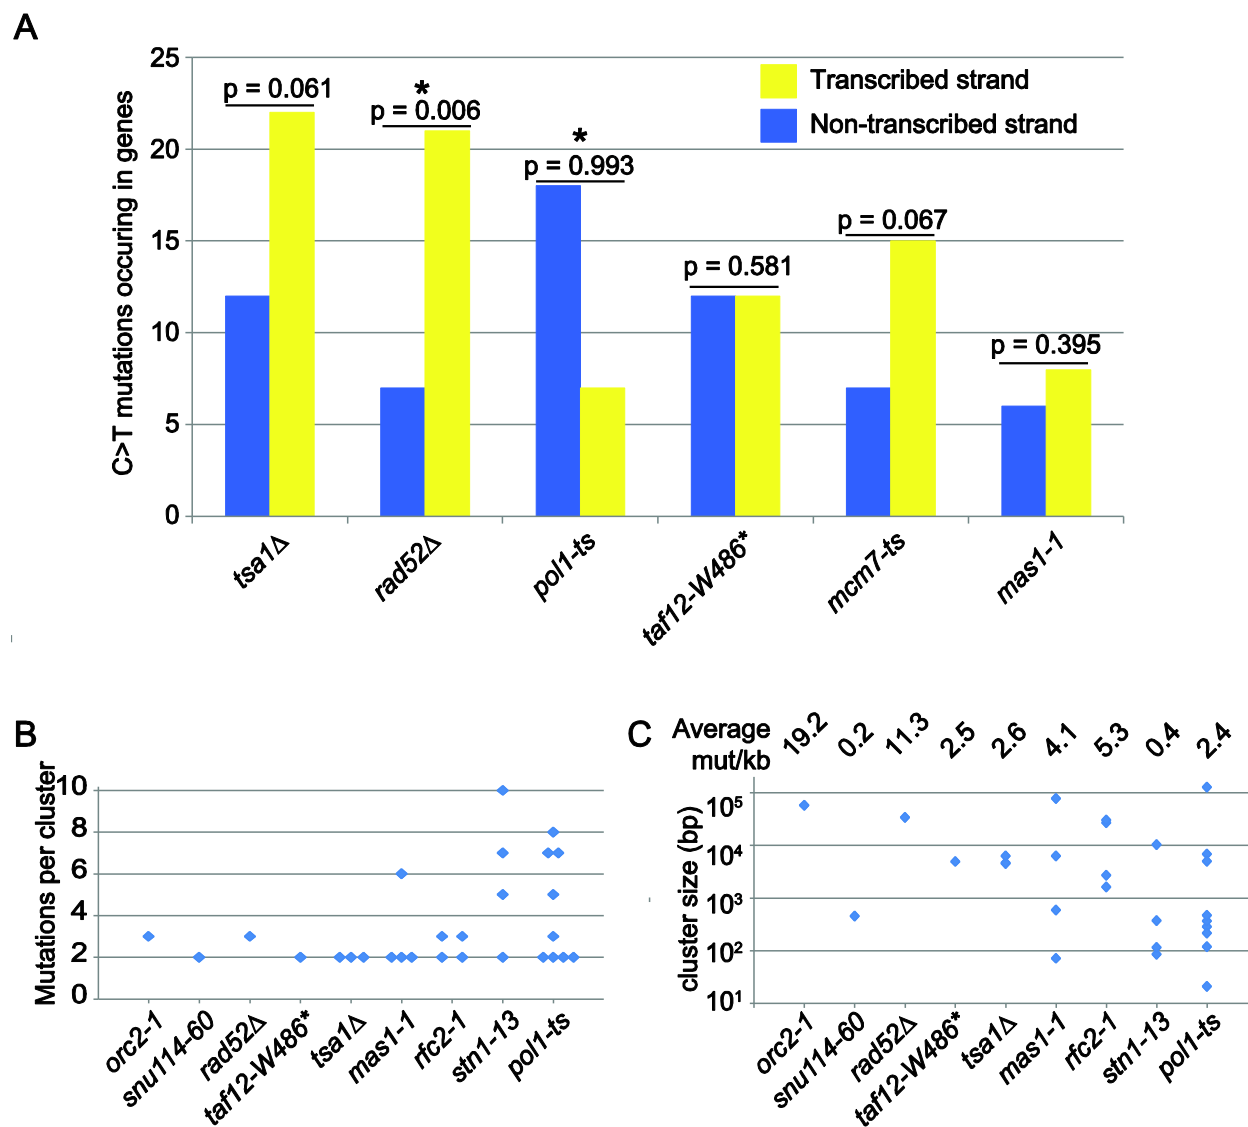 A
25
20
15
10
5
0
C>T mutations occuring in genes
p = 0.061
*
p = 0.006
*
p = 0.993
p = 0.581
p = 0.067
p = 0.395
Transcribed strand
Non-transcribed strand
tsa1Δ
rad52Δ
pol1-ts
taf12-W486*
mcm7-ts
mas1-1
B
Mutations per cluster
10
8
6
4
2
0
orc2-1
snu114-60
rad52Δ
taf12-W486*
tsa1Δ
mas1-1
rfc2-1
stn1-13
pol1-ts
C
Average
mut/kb
19.2
0.2
11.3
2.5
2.6
4.1
5.3
0.4
2.4
cluster size (bp)
10⁵
10⁴
10³
10²
10¹
orc2-1
snu114-60
rad52Δ
taf12-W486*
tsa1Δ
mas1-1
rfc2-1
stn1-13
pol1-ts